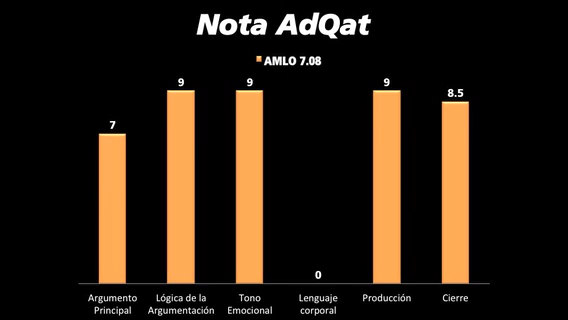 Nota AdQat
AMLO 7.08
7
9
9
0
9
8.5
Argumento
Principal
Lógica de la
Argumentación
Tono
Emocional
Lenguaje
corporal
Producción
Cierre